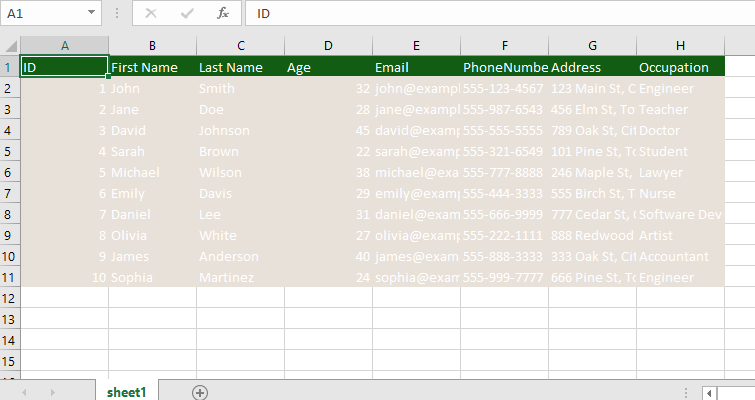 A1 fx ID
A B C D E F G H
1 ID First Name Last Name Age Email PhoneNumbe Address Occupation
2 1 John Smith 32 john@exampl 555-123-4567 123 Main St, C Engineer
3 2 Jane Doe 28 jane@exampl 555-987-6543 456 Elm St, To Teacher
4 3 David Johnson 45 david@examp 555-555-5555 789 Oak St, Cit Doctor
5 4 Sarah Brown 22 sarah@examp 555-321-6549 101 Pine St, To Student
6 5 Michael Wilson 38 michael@exa 555-777-8888 246 Maple St, Lawyer
7 6 Emily Davis 29 emily@examp 555-444-3333 555 Birch St, T Nurse
8 7 Daniel Lee 31 daniel@exam 555-666-9999 777 Cedar St, Software Dev
9 8 Olivia White 27 olivia@examp 555-222-1111 888 Redwood Artist
10 9 James Anderson 40 james@exam 555-888-3333 333 Oak St, Cit Accountant
11 10 Sophia Martinez 24 sophia@exam 555-999-7777 666 Pine St, To Engineer
12
13
14
15
sheet1